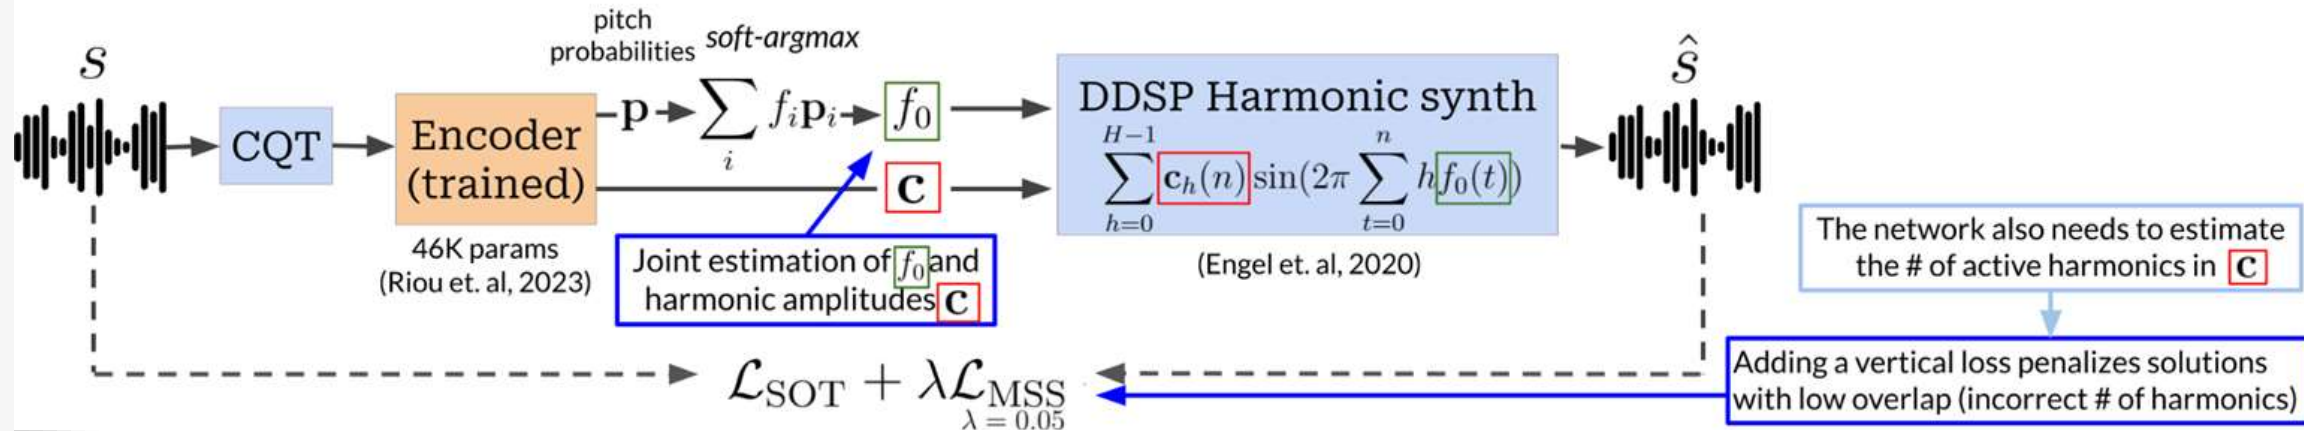 s
CQT
Encoder
(trained)
46K params
(Riou et. al, 2023)
pitch
probabilities
soft-argmax
p
∑_i f_i p_i
f_0
c
Joint estimation of f_0 and
harmonic amplitudes c
DDSP Harmonic synth
∑_{h=0}^{H−1} c_h(n) sin(2π ∑_{t=0}^{n} h f_0(t))
(Engel et. al, 2020)
ŝ
The network also needs to estimate
the # of active harmonics in c
Adding a vertical loss penalizes solutions
with low overlap (incorrect # of harmonics)
ℒ_SOT + λℒ_MSS
λ = 0.05